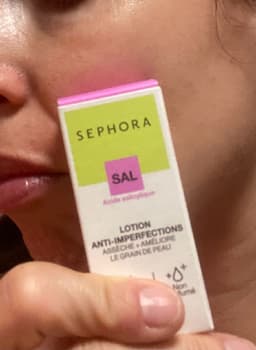 SEPHORA
SAL
Acide salicylique
LOTION
ANTI-IMPERFECTIONS
ASSÈCHE + AMÉLIORE
LE GRAIN DE PEAU
Non